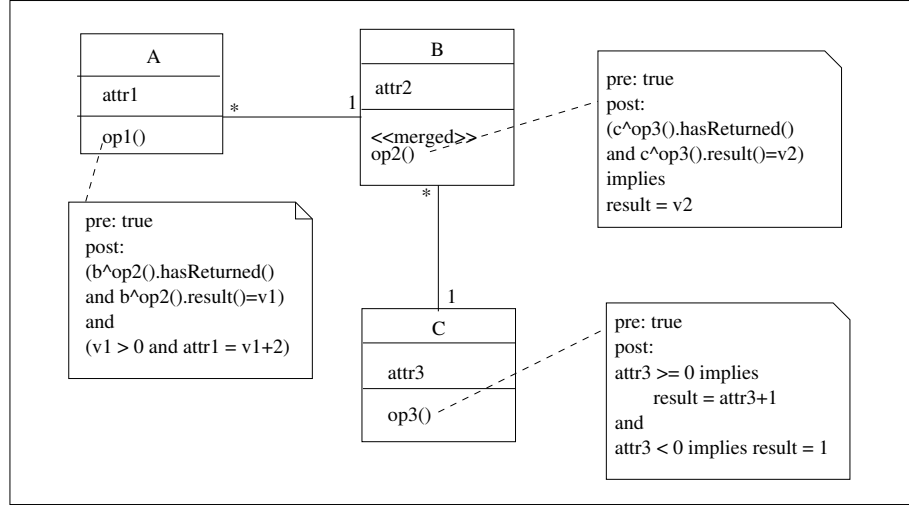 A
attr1
op1()
*
1
B
attr2
<<merged>>
op2()
*
1
C
attr3
op3()
pre: true
post:
(c^op3().hasReturned()
and c^op3().result()=v2)
implies
result = v2
pre: true
post:
(b^op2().hasReturned()
and b^op2().result()=v1)
and
(v1 > 0 and attr1 = v1+2)
pre: true
post:
attr3 >= 0 implies
result = attr3+1
and
attr3 < 0 implies result = 1